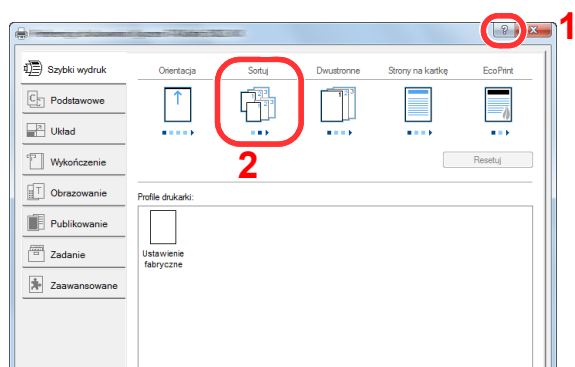 ?
1
Szybki wydruk
Podstawowe
Układ
Wykończenie
Obrazowanie
Publikowanie
Zadanie
Zaawansowane
Orientacja
Sortuj
Dwustronne
Strony na kartkę
EcoPrint
2
Resetuj
Profile drukarki:
Ustawienie
fabryczne